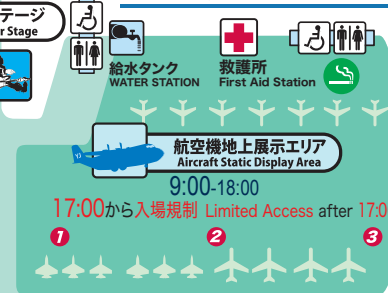 テージ
r Stage
給水タンク
WATER STATION
救護所
First Aid Station
航空機地上展示エリア
Aircraft Static Display Area
9:00-18:00
17:00から入場規制 Limited Access after 17:0
1 2 3